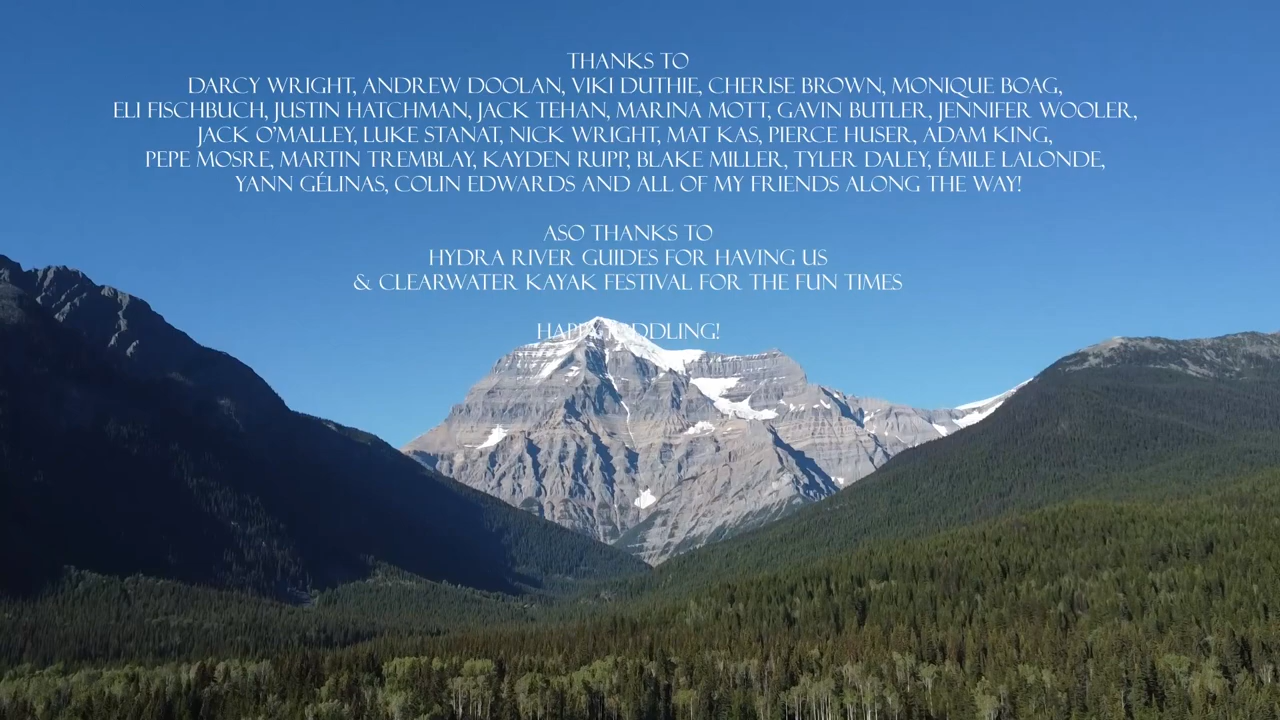 THANKS TO
DARCY WRIGHT, ANDREW DOOLAN, VIKI DUTHIE, CHERISE BROWN, MONIQUE BOAG,
ELI FISCHBUCH, JUSTIN HATCHMAN, JACK TEHAN, MARINA MOTT, GAVIN BUTLER, JENNIFER WOOLER,
JACK O'MALLEY, LUKE STANAT, NICK WRIGHT, MAT KAS, PIERCE HUSER, ADAM KING,
PEPE MOSRE, MARTIN TREMBLAY, KAYDEN RUPP, BLAKE MILLER, TYLER DALEY, ÉMILE LALONDE,
YANN GÉLINAS, COLIN EDWARDS AND ALL OF MY FRIENDS ALONG THE WAY!
ASO THANKS TO
HYDRA RIVER GUIDES FOR HAVING US
& CLEARWATER KAYAK FESTIVAL FOR THE FUN TIMES
HAPPY PADDLING!